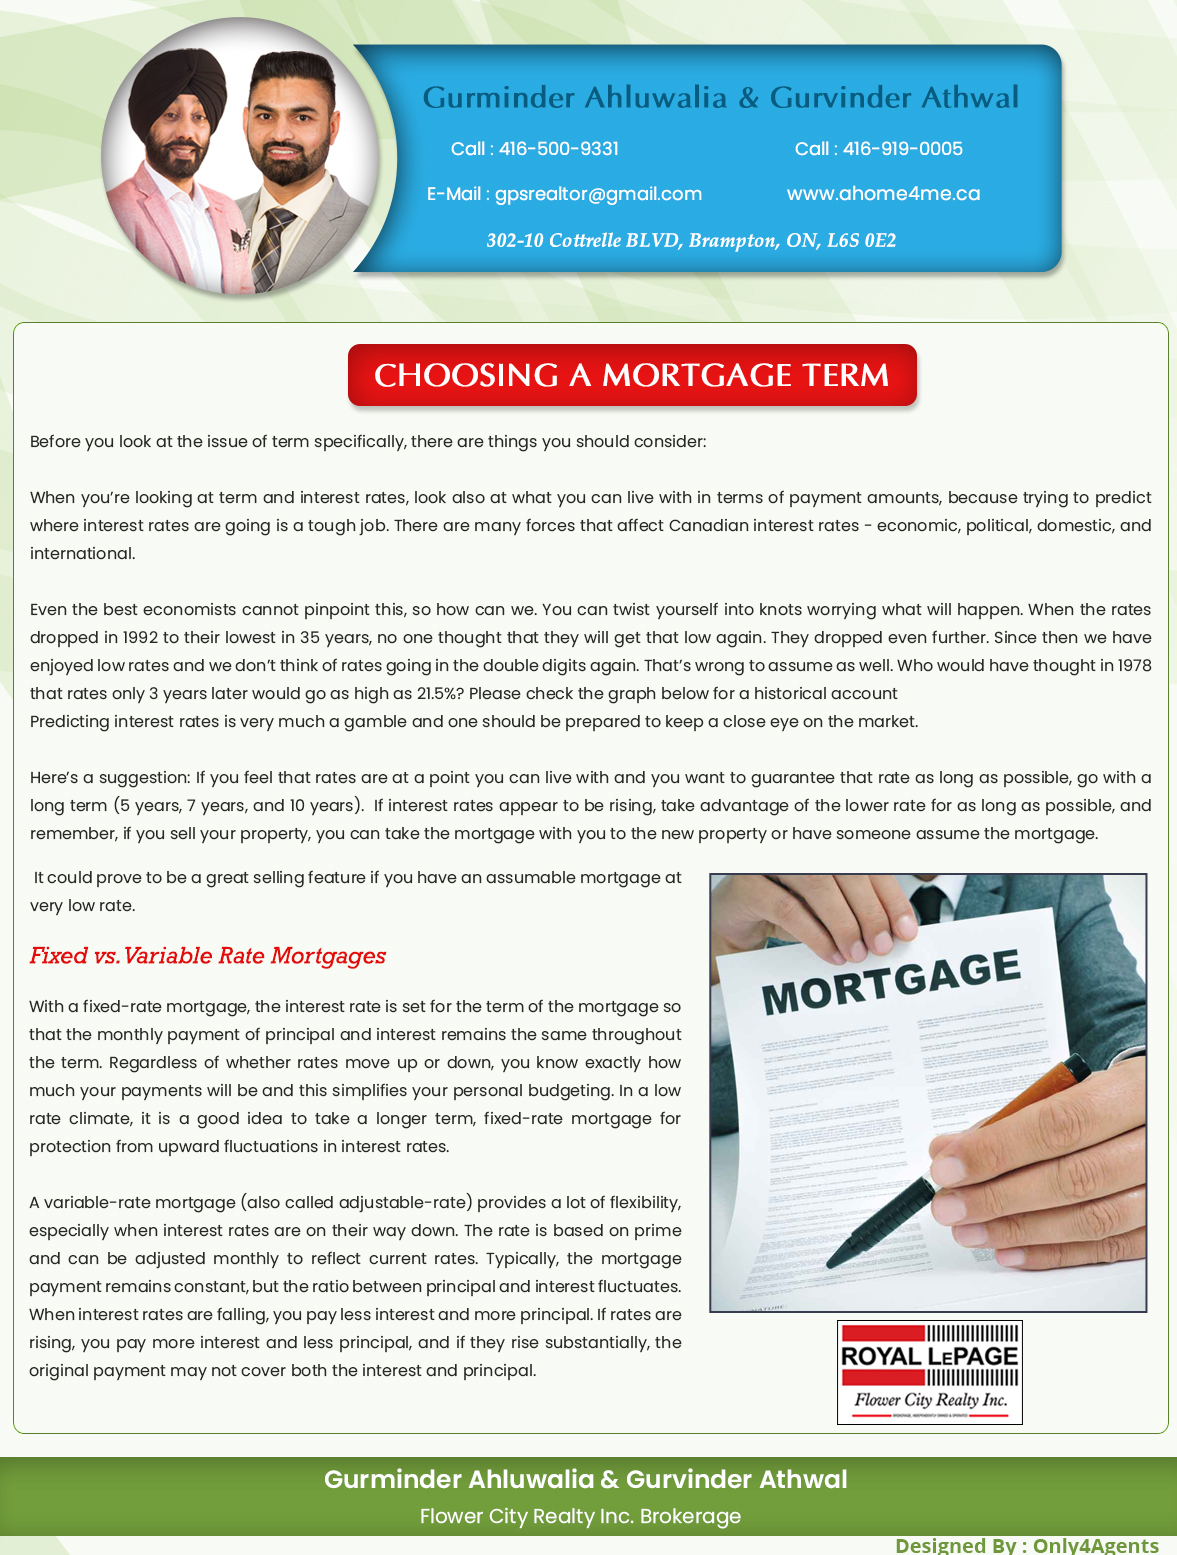 Gurminder Ahluwalia & Gurvinder Athwal
Call : 416-500-9331
Call : 416-919-0005
E-Mail : gpsrealtor@gmail.com
www.ahome4me.ca
302-10 Cottrelle BLVD, Brampton, ON, L6S 0E2
CHOOSING A MORTGAGE TERM
Before you look at the issue of term specifically, there are things you should consider:
When you’re looking at term and interest rates, look also at what you can live with in terms of payment amounts, because trying to predict
where interest rates are going is a tough job. There are many forces that affect Canadian interest rates - economic, political, domestic, and
international.
Even the best economists cannot pinpoint this, so how can we. You can twist yourself into knots worrying what will happen. When the rates
dropped in 1992 to their lowest in 35 years, no one thought that they will get that low again. They dropped even further. Since then we have
enjoyed low rates and we don’t think of rates going in the double digits again. That’s wrong to assume as well. Who would have thought in 1978
that rates only 3 years later would go as high as 21.5%? Please check the graph below for a historical account
Predicting interest rates is very much a gamble and one should be prepared to keep a close eye on the market.
Here’s a suggestion: If you feel that rates are at a point you can live with and you want to guarantee that rate as long as possible, go with a
long term (5 years, 7 years, and 10 years). If interest rates appear to be rising, take advantage of the lower rate for as long as possible, and
remember, if you sell your property, you can take the mortgage with you to the new property or have someone assume the mortgage.
It could prove to be a great selling feature if you have an assumable mortgage at
very low rate.
Fixed vs. Variable Rate Mortgages
With a fixed-rate mortgage, the interest rate is set for the term of the mortgage so
that the monthly payment of principal and interest remains the same throughout
the term. Regardless of whether rates move up or down, you know exactly how
much your payments will be and this simplifies your personal budgeting. In a low
rate climate, it is a good idea to take a longer term, fixed-rate mortgage for
protection from upward fluctuations in interest rates.
A variable-rate mortgage (also called adjustable-rate) provides a lot of flexibility,
especially when interest rates are on their way down. The rate is based on prime
and can be adjusted monthly to reflect current rates. Typically, the mortgage
payment remains constant, but the ratio between principal and interest fluctuates.
When interest rates are falling, you pay less interest and more principal. If rates are
rising, you pay more interest and less principal, and if they rise substantially, the
original payment may not cover both the interest and principal.
MORTGAGE
ROYAL LEPAGE
Flower City Realty Inc.
BROKERAGE, INDEPENDENTLY OWNED & OPERATED
Gurminder Ahluwalia & Gurvinder Athwal
Flower City Realty Inc. Brokerage
Designed By : Only4Agents